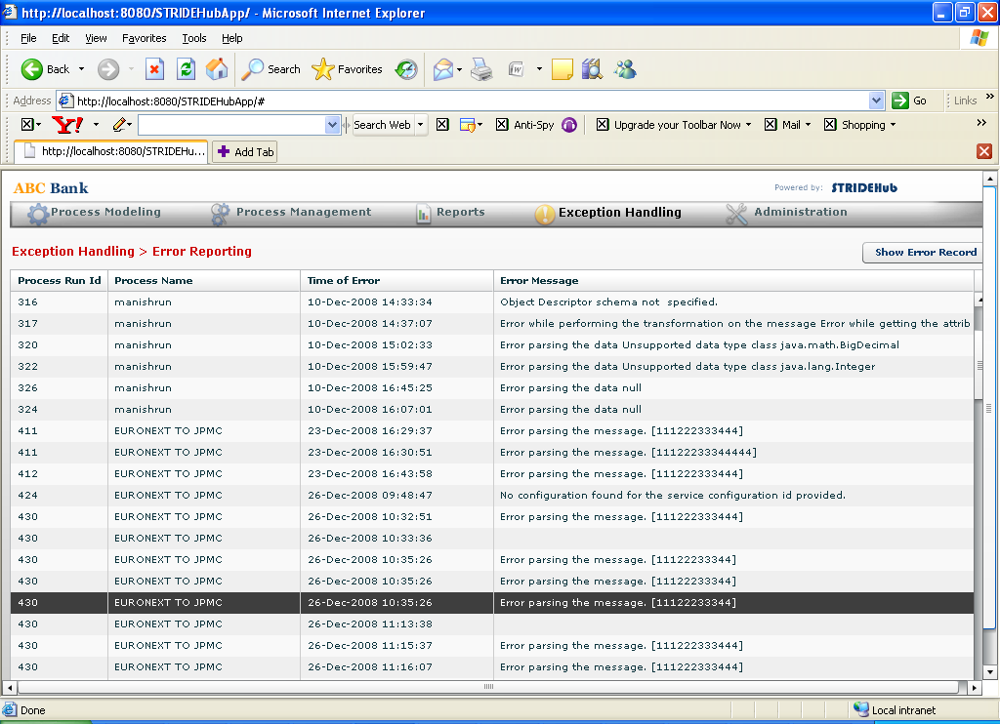 http://localhost:8080/STRIDEHubApp/ - Microsoft Internet Explorer
File Edit View Favorites Tools Help
Back Search Favorites
Address http://localhost:8080/STRIDEHubApp/# Go Links »
Y! Search Web Anti-Spy Upgrade your Toolbar Now Mail Shopping »
http://localhost:8080/STRIDEHu... Add Tab
ABC Bank Powered by: STRIDEHub
Process Modeling Process Management Reports Exception Handling Administration
Exception Handling > Error Reporting Show Error Record
Process Run Id Process Name Time of Error Error Message
316 manishrun 10-Dec-2008 14:33:34 Object Descriptor schema not specified.
317 manishrun 10-Dec-2008 14:37:07 Error while performing the transformation on the message Error while getting the attrib
320 manishrun 10-Dec-2008 15:02:33 Error parsing the data Unsupported data type class java.math.BigDecimal
322 manishrun 10-Dec-2008 15:59:47 Error parsing the data Unsupported data type class java.lang.Integer
326 manishrun 10-Dec-2008 16:45:25 Error parsing the data null
324 manishrun 10-Dec-2008 16:07:01 Error parsing the data null
411 EURONEXT TO JPMC 23-Dec-2008 16:29:37 Error parsing the message. [111222333444]
411 EURONEXT TO JPMC 23-Dec-2008 16:30:51 Error parsing the message. [11122233344444]
412 EURONEXT TO JPMC 23-Dec-2008 16:43:58 Error parsing the message. [111222333444]
424 EURONEXT TO JPMC 26-Dec-2008 09:48:47 No configuration found for the service configuration id provided.
430 EURONEXT TO JPMC 26-Dec-2008 10:32:51 Error parsing the message. [111222333444]
430 EURONEXT TO JPMC 26-Dec-2008 10:33:36
430 EURONEXT TO JPMC 26-Dec-2008 10:35:26 Error parsing the message. [11122233344]
430 EURONEXT TO JPMC 26-Dec-2008 10:35:26 Error parsing the message. [11122233344]
430 EURONEXT TO JPMC 26-Dec-2008 10:35:26 Error parsing the message. [11122233344]
430 EURONEXT TO JPMC 26-Dec-2008 11:13:38
430 EURONEXT TO JPMC 26-Dec-2008 11:15:37 Error parsing the message. [111222333444]
430 EURONEXT TO JPMC 26-Dec-2008 11:16:07 Error parsing the message. [111222333444]
Done Local intranet